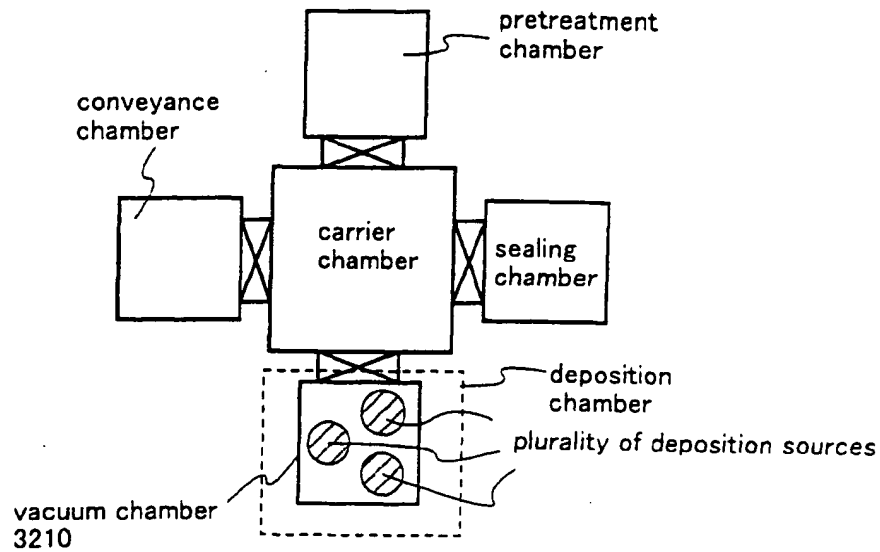 pretreatment
chamber
conveyance
chamber
carrier
chamber
sealing
chamber
deposition
chamber
plurality of deposition sources
vacuum chamber
3210